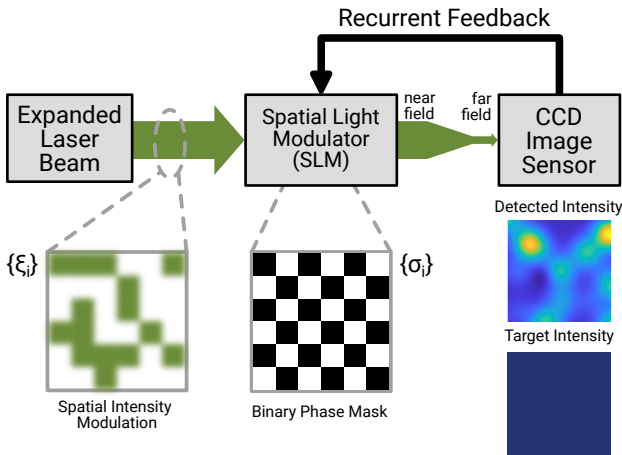 Recurrent Feedback
Expanded
Laser
Beam
Spatial Light
Modulator
(SLM)
near
field
far
field
CCD
Image
Sensor
Detected Intensity
{ξi}
{σi}
Target Intensity
Spatial Intensity
Modulation
Binary Phase Mask